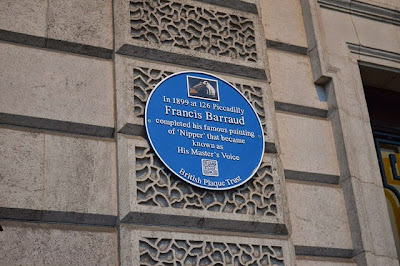 In 1899 at 126 Piccadilly
Francis Barraud
completed his famous painting
of 'Nipper' that became
known as
His Master's Voice
British Plaque Trust